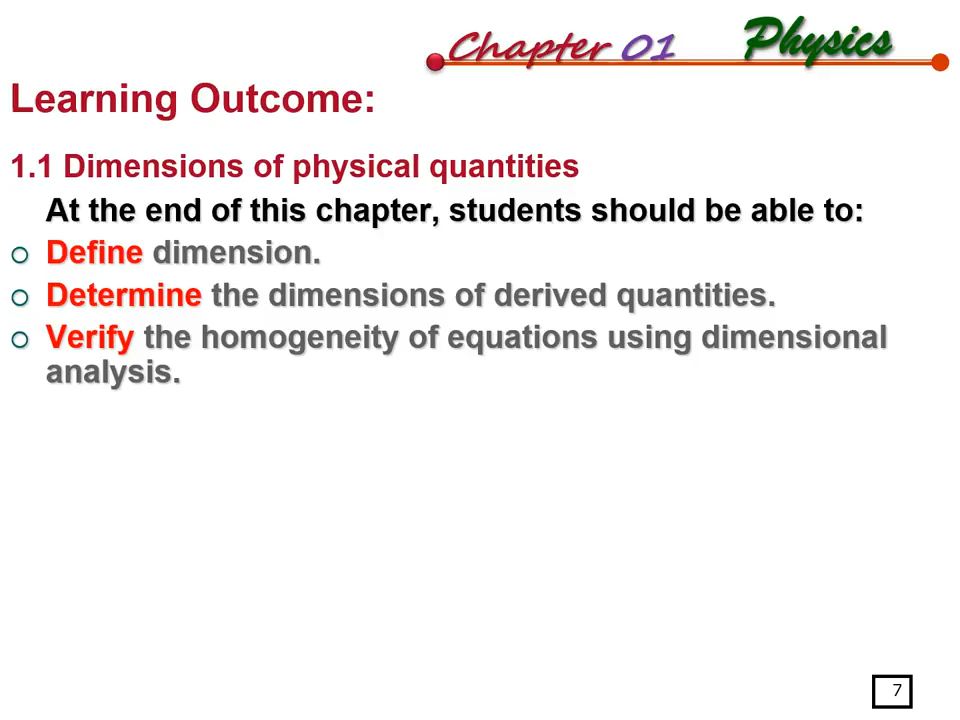 Chapter 01 Physics
Learning Outcome:
1.1 Dimensions of physical quantities
At the end of this chapter, students should be able to:
Define dimension.
Determine the dimensions of derived quantities.
Verify the homogeneity of equations using dimensional
analysis.
7